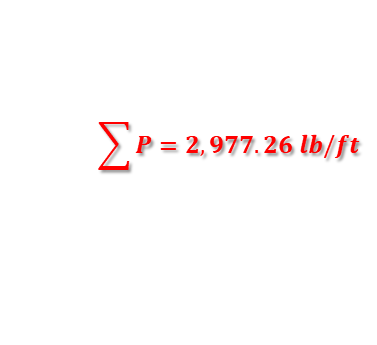 ∑ P = 2,977.26 lb/ft